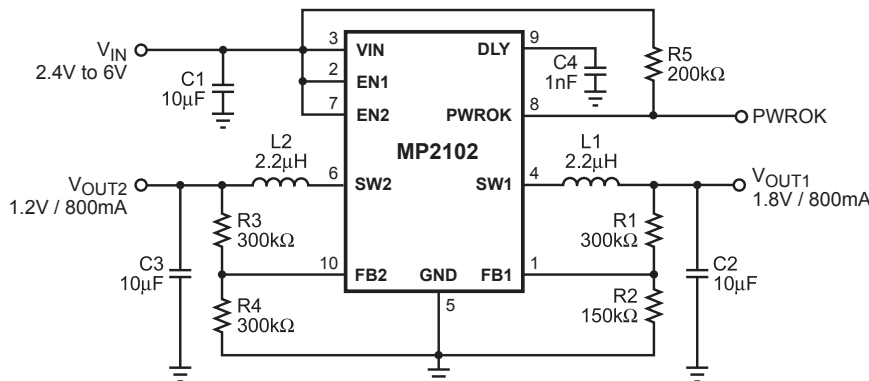 VIN
2.4V to 6V
C1
10µF
3
VIN
2
EN1
7
EN2
DLY
9
C4
1nF
R5
200kΩ
PWROK
8
PWROK
MP2102
L2
2.2µH
L1
2.2µH
VOUT2
1.2V / 800mA
6
SW2
SW1
4
VOUT1
1.8V / 800mA
R3
300kΩ
R1
300kΩ
C3
10µF
10
FB2
GND
FB1
1
C2
10µF
R4
300kΩ
5
R2
150kΩ